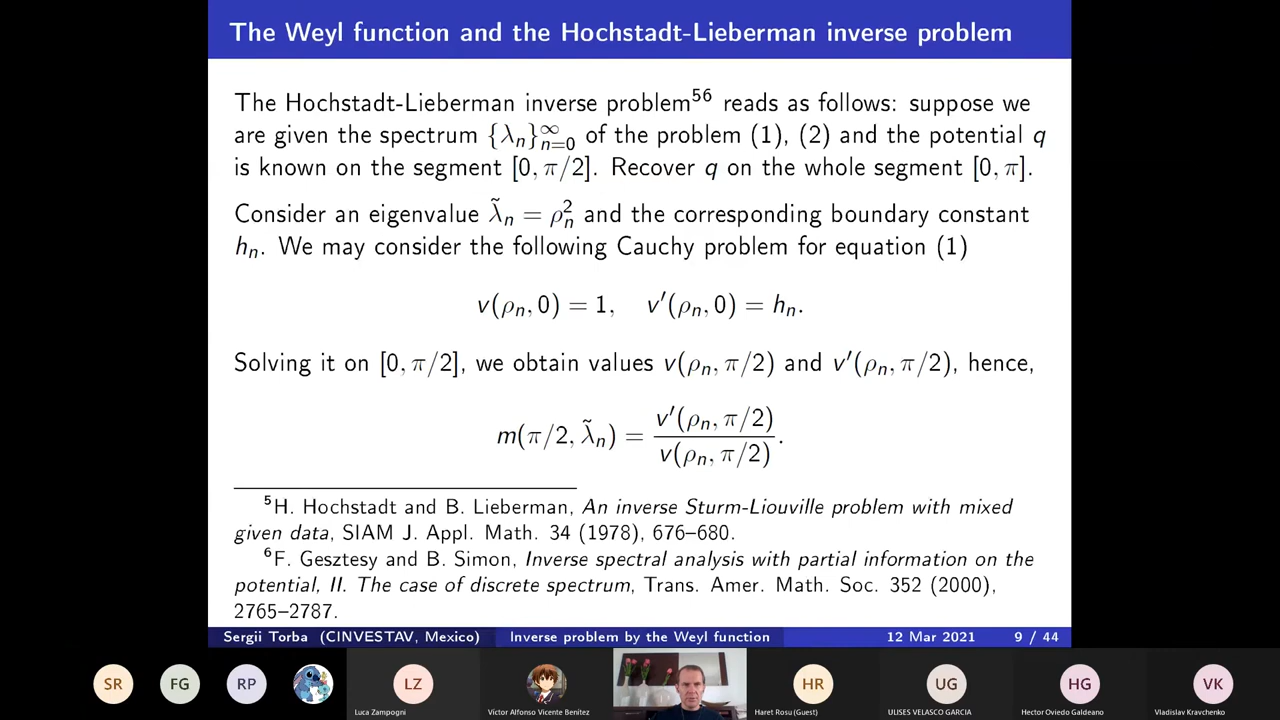 The Weyl function and the Hochstadt-Lieberman inverse problem
The Hochstadt-Lieberman inverse problem⁵⁶ reads as follows: suppose we
are given the spectrum {λₙ}∞ₙ₌₀ of the problem (1), (2) and the potential q
is known on the segment [0, π/2]. Recover q on the whole segment [0, π].
Consider an eigenvalue λ̃ₙ = ρₙ² and the corresponding boundary constant
hₙ. We may consider the following Cauchy problem for equation (1)
v(ρₙ, 0) = 1, v′(ρₙ, 0) = hₙ.
Solving it on [0, π/2], we obtain values v(ρₙ, π/2) and v′(ρₙ, π/2), hence,
m(π/2, λ̃ₙ) = v′(ρₙ, π/2) / v(ρₙ, π/2).
⁵H. Hochstadt and B. Lieberman, An inverse Sturm-Liouville problem with mixed
given data, SIAM J. Appl. Math. 34 (1978), 676–680.
⁶F. Gesztesy and B. Simon, Inverse spectral analysis with partial information on the
potential, II. The case of discrete spectrum, Trans. Amer. Math. Soc. 352 (2000),
2765–2787.
Sergii Torba (CINVESTAV, Mexico) Inverse problem by the Weyl function 12 Mar 2021 9 / 44
SR FG RP LZ HR UG HG VK
Luca Zampogni Víctor Alfonso Vicente Benítez Haret Rosu (Guest) ULISES VELASCO GARCIA Hector Oviedo Galdeano Vladislav Kravchenko